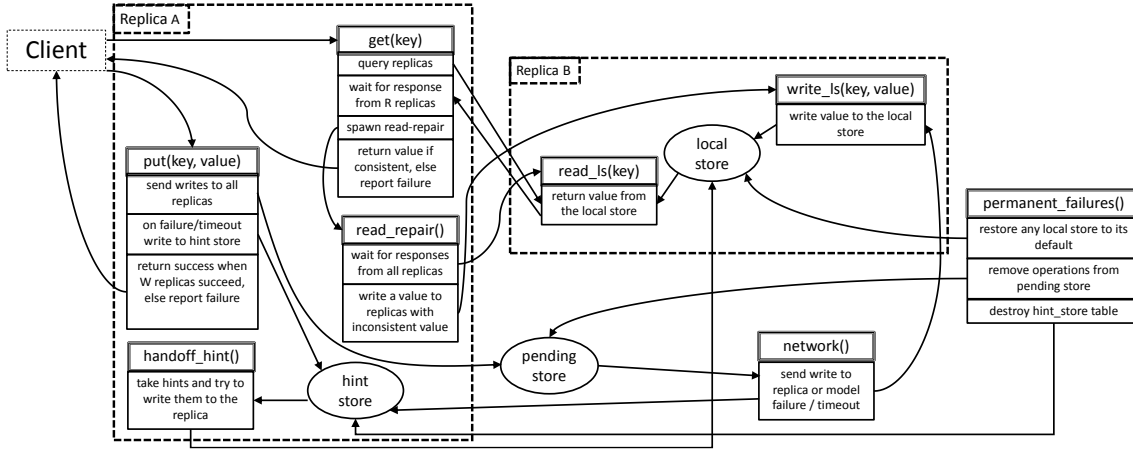 Replica A
Client
get(key)
query replicas
wait for response
from R replicas
spawn read-repair
return value if
consistent, else
report failure
put(key, value)
send writes to all
replicas
on failure/timeout
write to hint store
return success when
W replicas succeed,
else report failure
read_repair()
wait for responses
from all replicas
write a value to
replicas with
inconsistent value
handoff_hint()
take hints and try to
write them to the
replica
hint
store
Replica B
write_ls(key, value)
write value to the local
store
local
store
read_ls(key)
return value from
the local store
pending
store
network()
send write to
replica or model
failure / timeout
permanent_failures()
restore any local store to its
default
remove operations from
pending store
destroy hint_store table